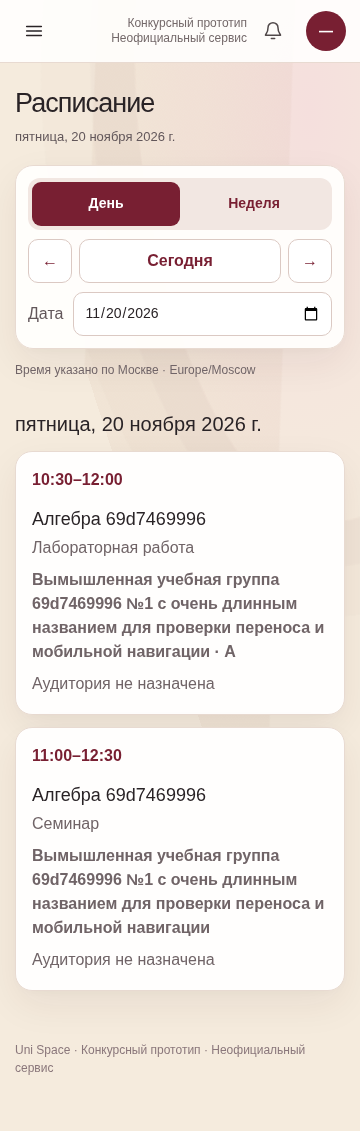 Конкурсный прототип
Неофициальный сервис
—
Расписание
пятница, 20 ноября 2026 г.
День
Неделя
←
Сегодня
→
Дата
11/20/2026
Время указано по Москве · Europe/Moscow
пятница, 20 ноября 2026 г.
10:30–12:00
Алгебра 69d7469996
Лабораторная работа
Вымышленная учебная группа
69d7469996 №1 с очень длинным
названием для проверки переноса и
мобильной навигации · А
Аудитория не назначена
11:00–12:30
Алгебра 69d7469996
Семинар
Вымышленная учебная группа
69d7469996 №1 с очень длинным
названием для проверки переноса и
мобильной навигации
Аудитория не назначена
Uni Space · Конкурсный прототип · Неофициальный
сервис